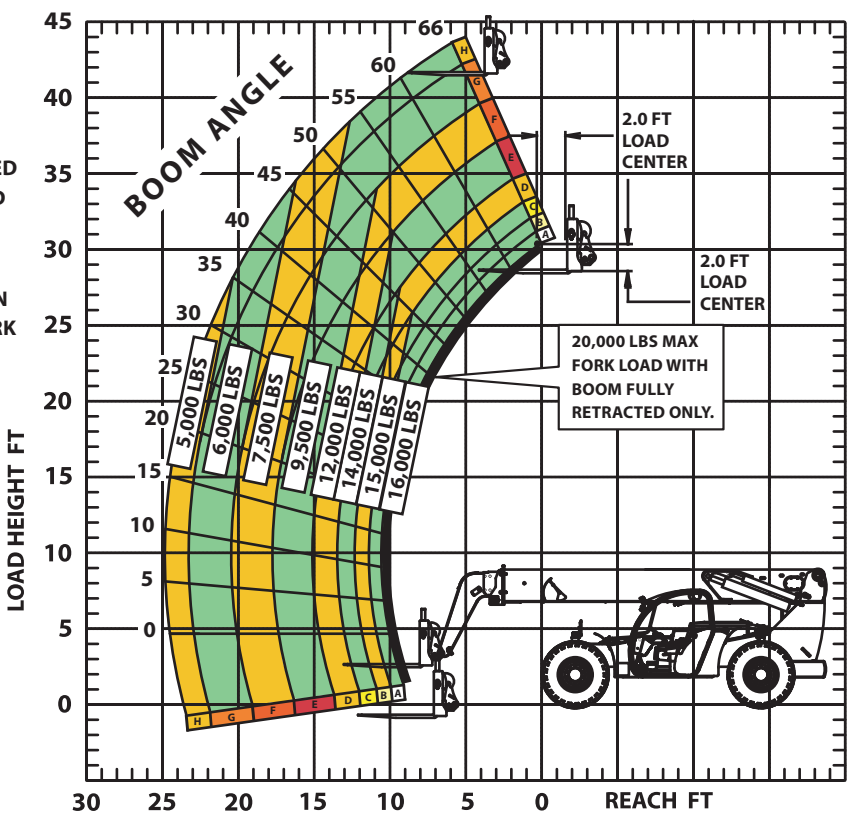 45
40
35
30
25
20
15
10
5
0
LOAD HEIGHT FT
30
25
20
15
10
5
0
REACH FT
BOOM ANGLE
66
60
55
50
45
40
35
30
25
20
15
10
5
0
H
G
F
E
D
C
B
A
2.0 FT
LOAD
CENTER
2.0 FT
LOAD
CENTER
20,000 LBS MAX
FORK LOAD WITH
BOOM FULLY
RETRACTED ONLY.
5,000 LBS
6,000 LBS
7,500 LBS
9,500 LBS
12,000 LBS
14,000 LBS
15,000 LBS
16,000 LBS
H
G
F
E
D
C
B
A